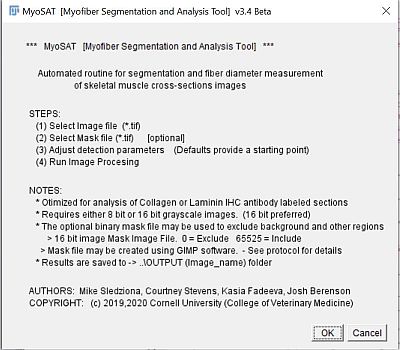 MyoSAT [Myofiber Segmentation and Analysis Tool] v3.4 Beta
*** MyoSAT [Myofiber Segmentation and Analysis Tool] ***
Automated routine for segmentation and fiber diameter measurement
of skeletal muscle cross-sections images
STEPS:
(1) Select Image file (*.tif)
(2) Select Mask file (*.tif) [optional]
(3) Adjust detection parameters (Defaults provide a starting point)
(4) Run Image Procesing
NOTES:
* Otimized for analysis of Collagen or Laminin IHC antibody labeled sections
* Requires either 8 bit or 16 bit grayscale images. (16 bit preferred)
* The optional binary mask file may be used to exclude background and other regions
> 16 bit image Mask Image File. 0 = Exclude 65525 = Include
> Mask file may be created using GIMP software. - See protocol for details
* Results are saved to -> ..\OUTPUT (Image_name) folder
AUTHORS: Mike Sledziona, Courtney Stevens, Kasia Fadeeva, Josh Berenson
COPYRIGHT: (c) 2019,2020 Cornell University (College of Veterinary Medicine)
OK Cancel